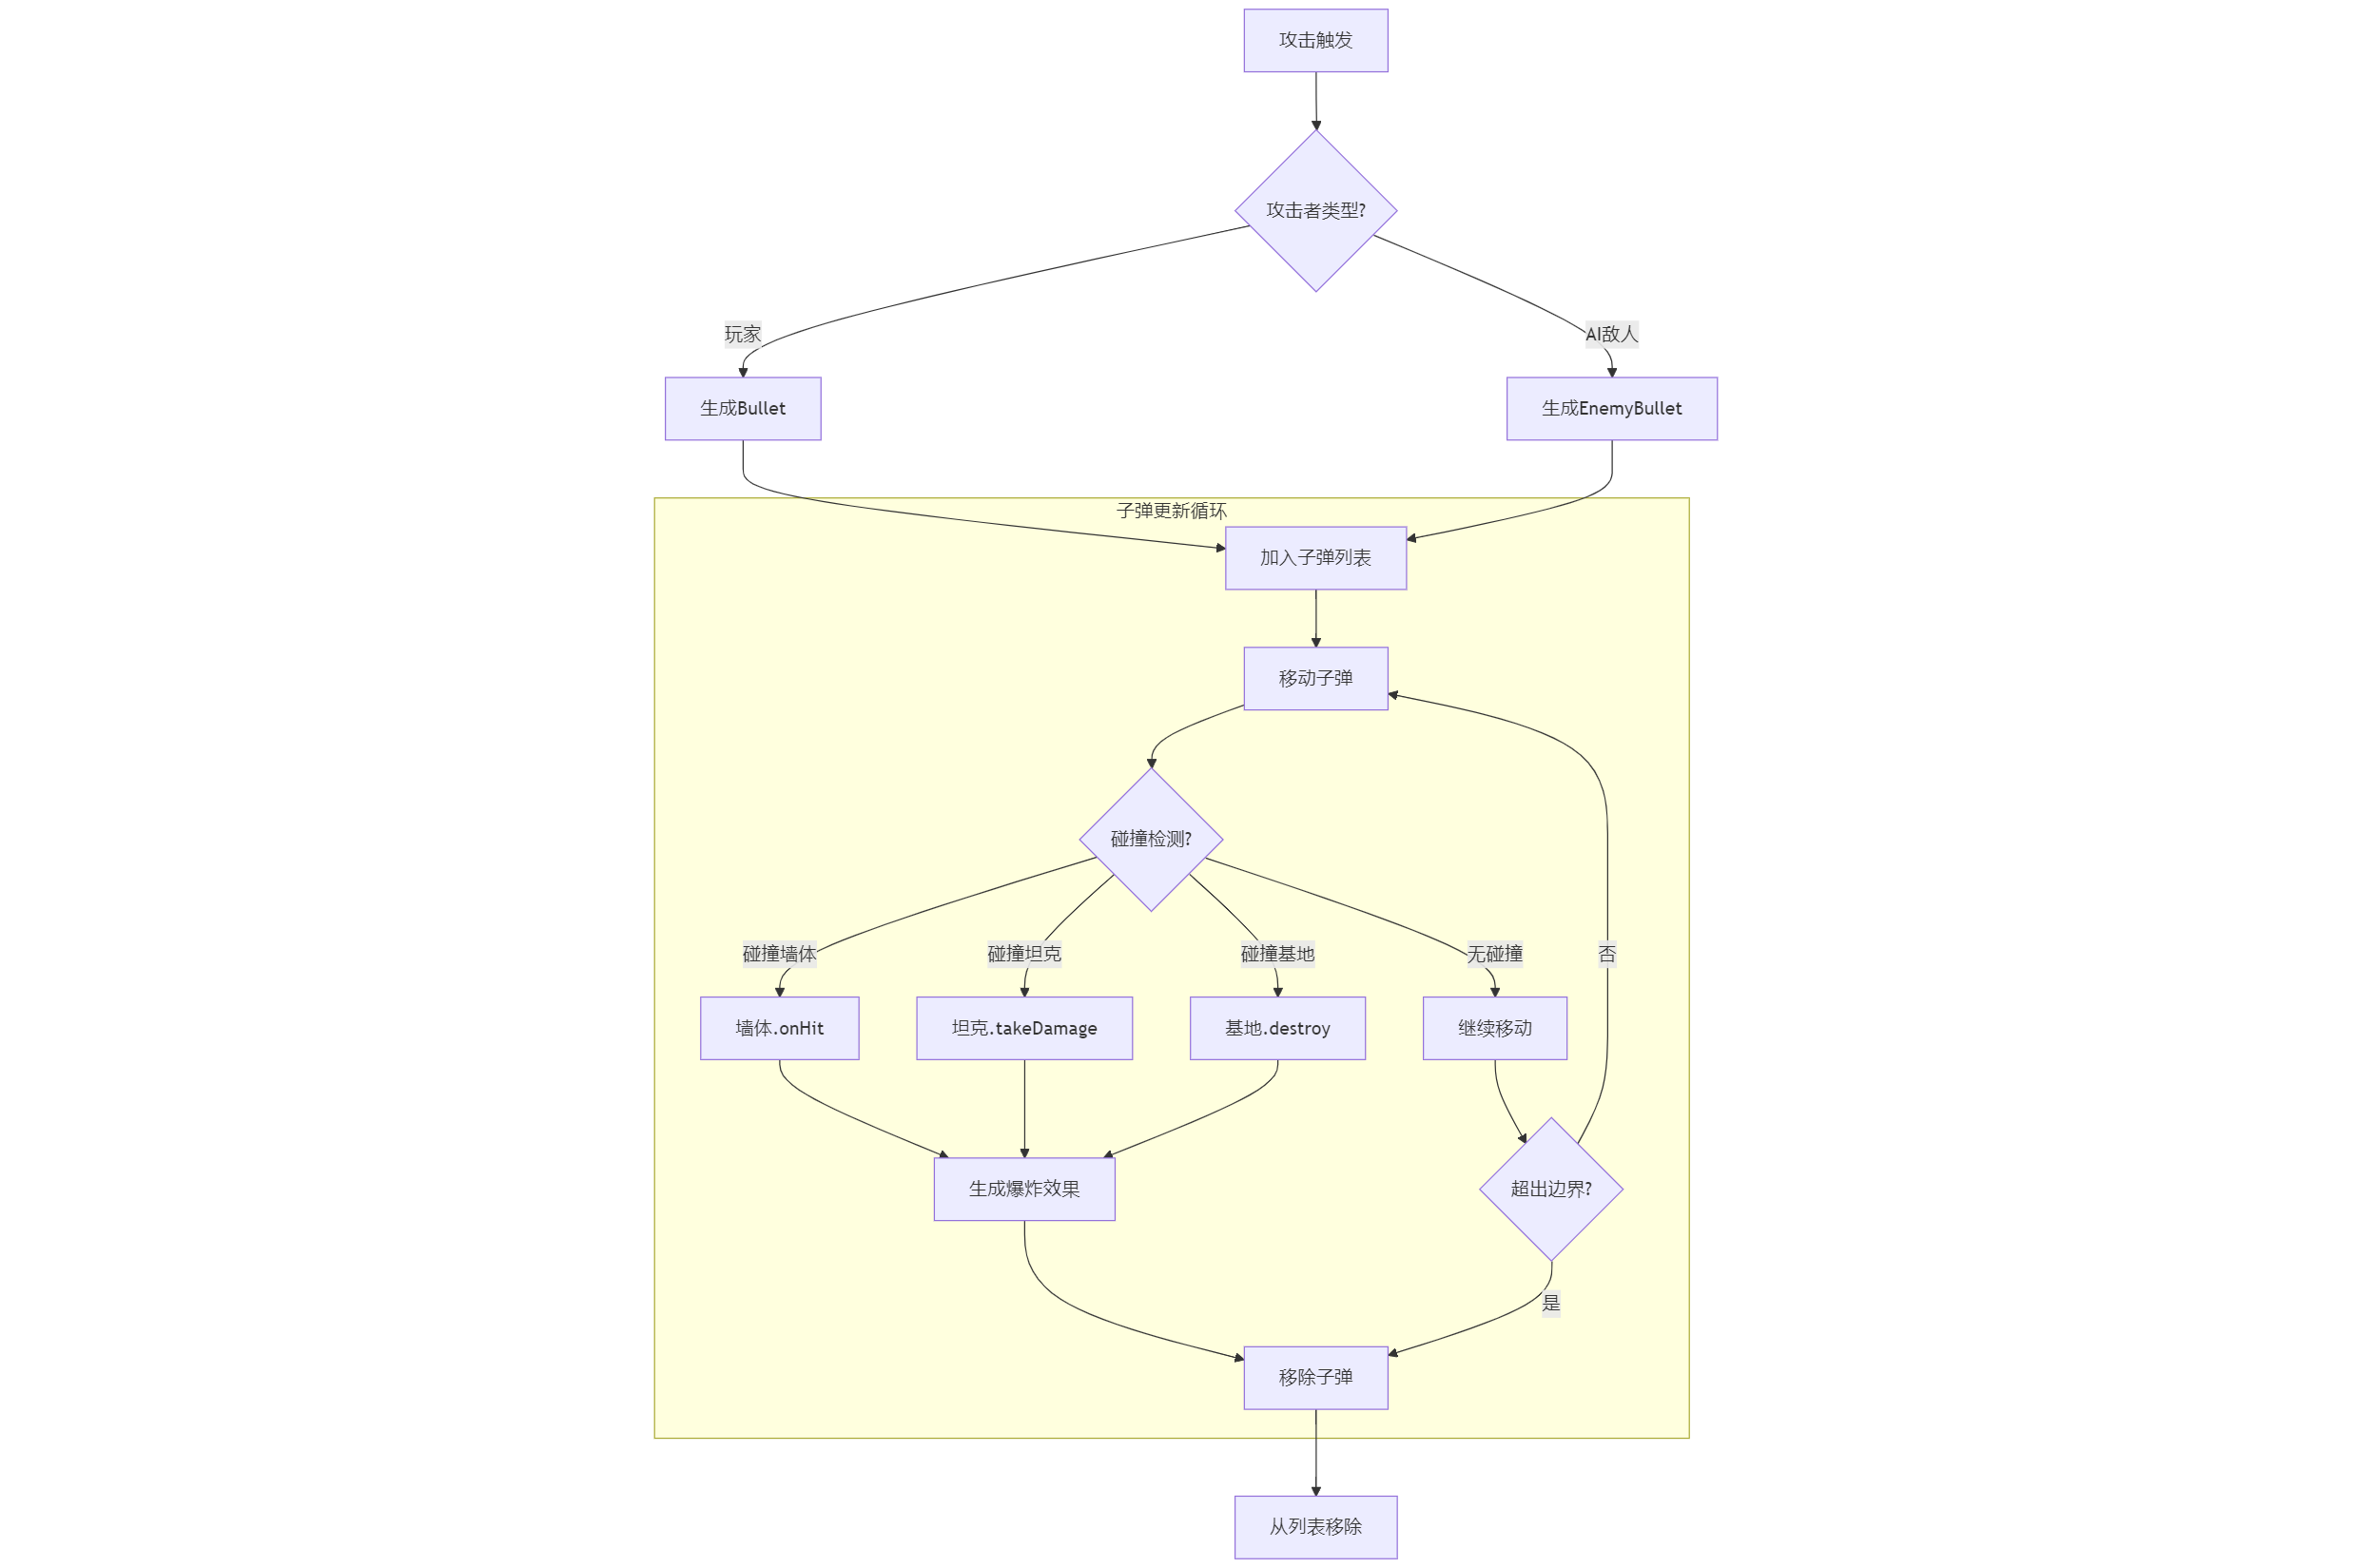 攻击触发
攻击者类型?
玩家
AI敌人
生成Bullet
生成EnemyBullet
子弹更新循环
加入子弹列表
移动子弹
碰撞检测?
碰撞墙体
碰撞坦克
碰撞基地
无碰撞
否
墙体.onHit
坦克.takeDamage
基地.destroy
继续移动
生成爆炸效果
超出边界?
是
移除子弹
从列表移除